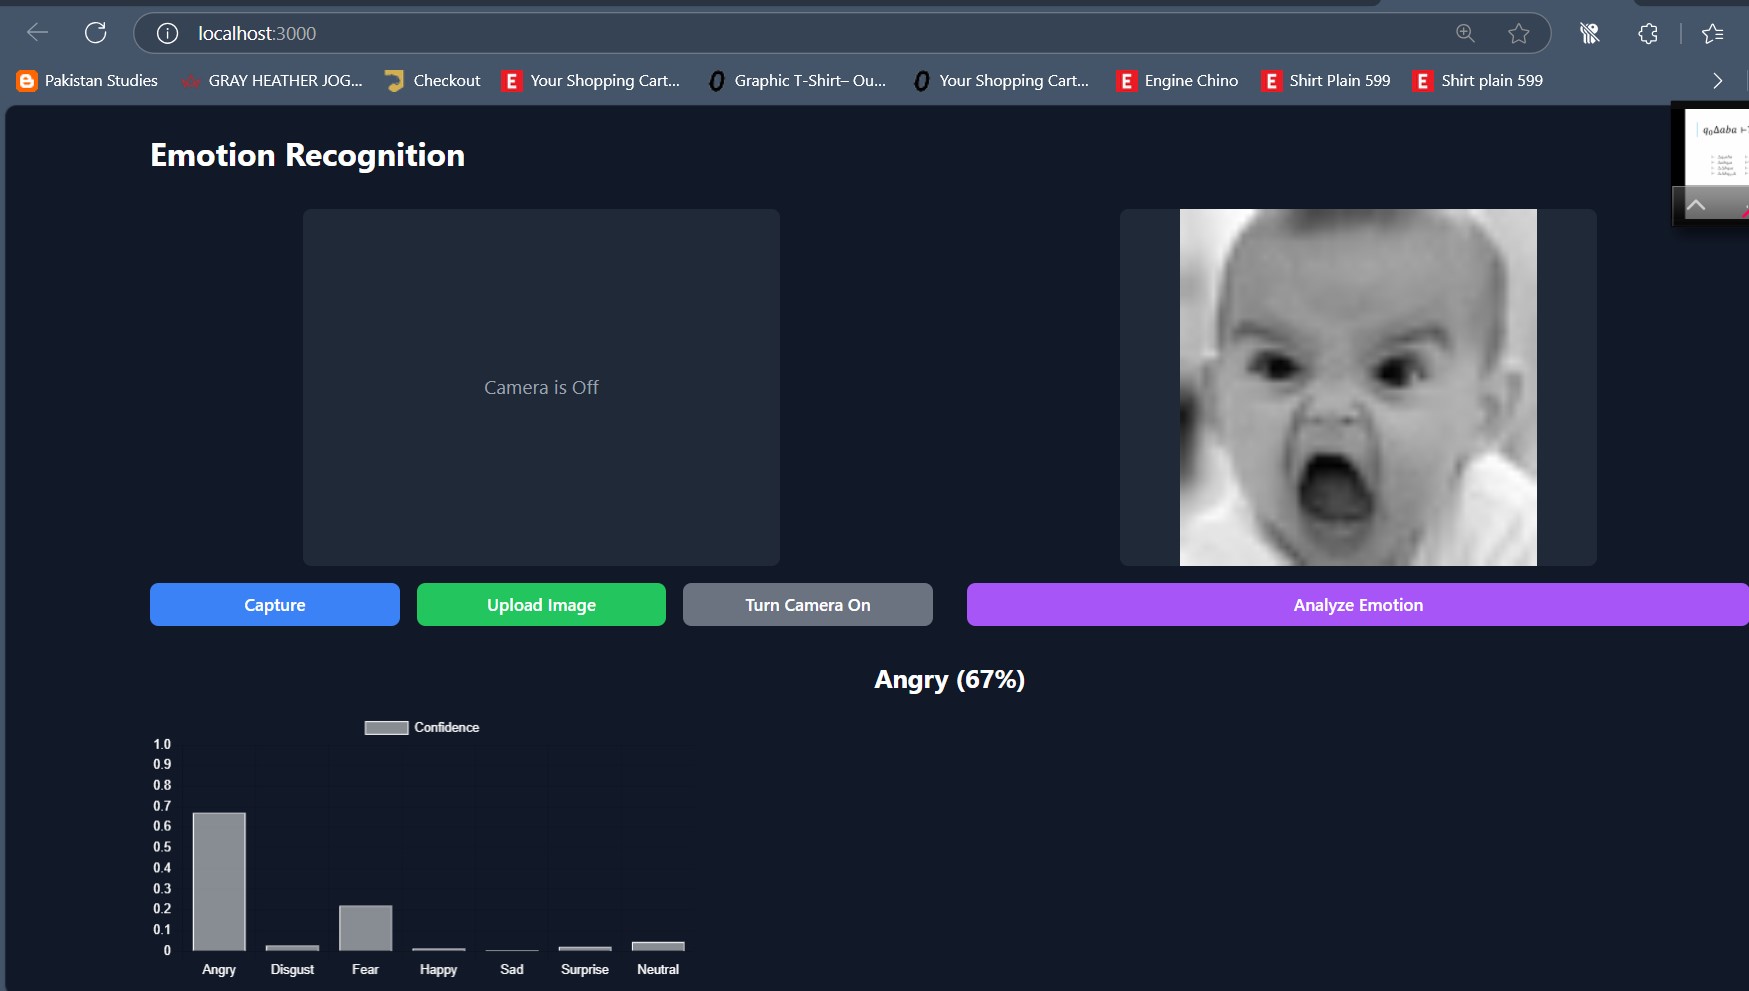 localhost:3000
Pakistan Studies GRAY HEATHER JOG... Checkout Your Shopping Cart... Graphic T-Shirt– Ou... Your Shopping Cart... Engine Chino Shirt Plain 599 Shirt plain 599
Emotion Recognition
Camera is Off
Capture Upload Image Turn Camera On Analyze Emotion
Angry (67%)
Confidence
1.0
0.9
0.8
0.7
0.6
0.5
0.4
0.3
0.2
0.1
0
Angry Disgust Fear Happy Sad Surprise Neutral